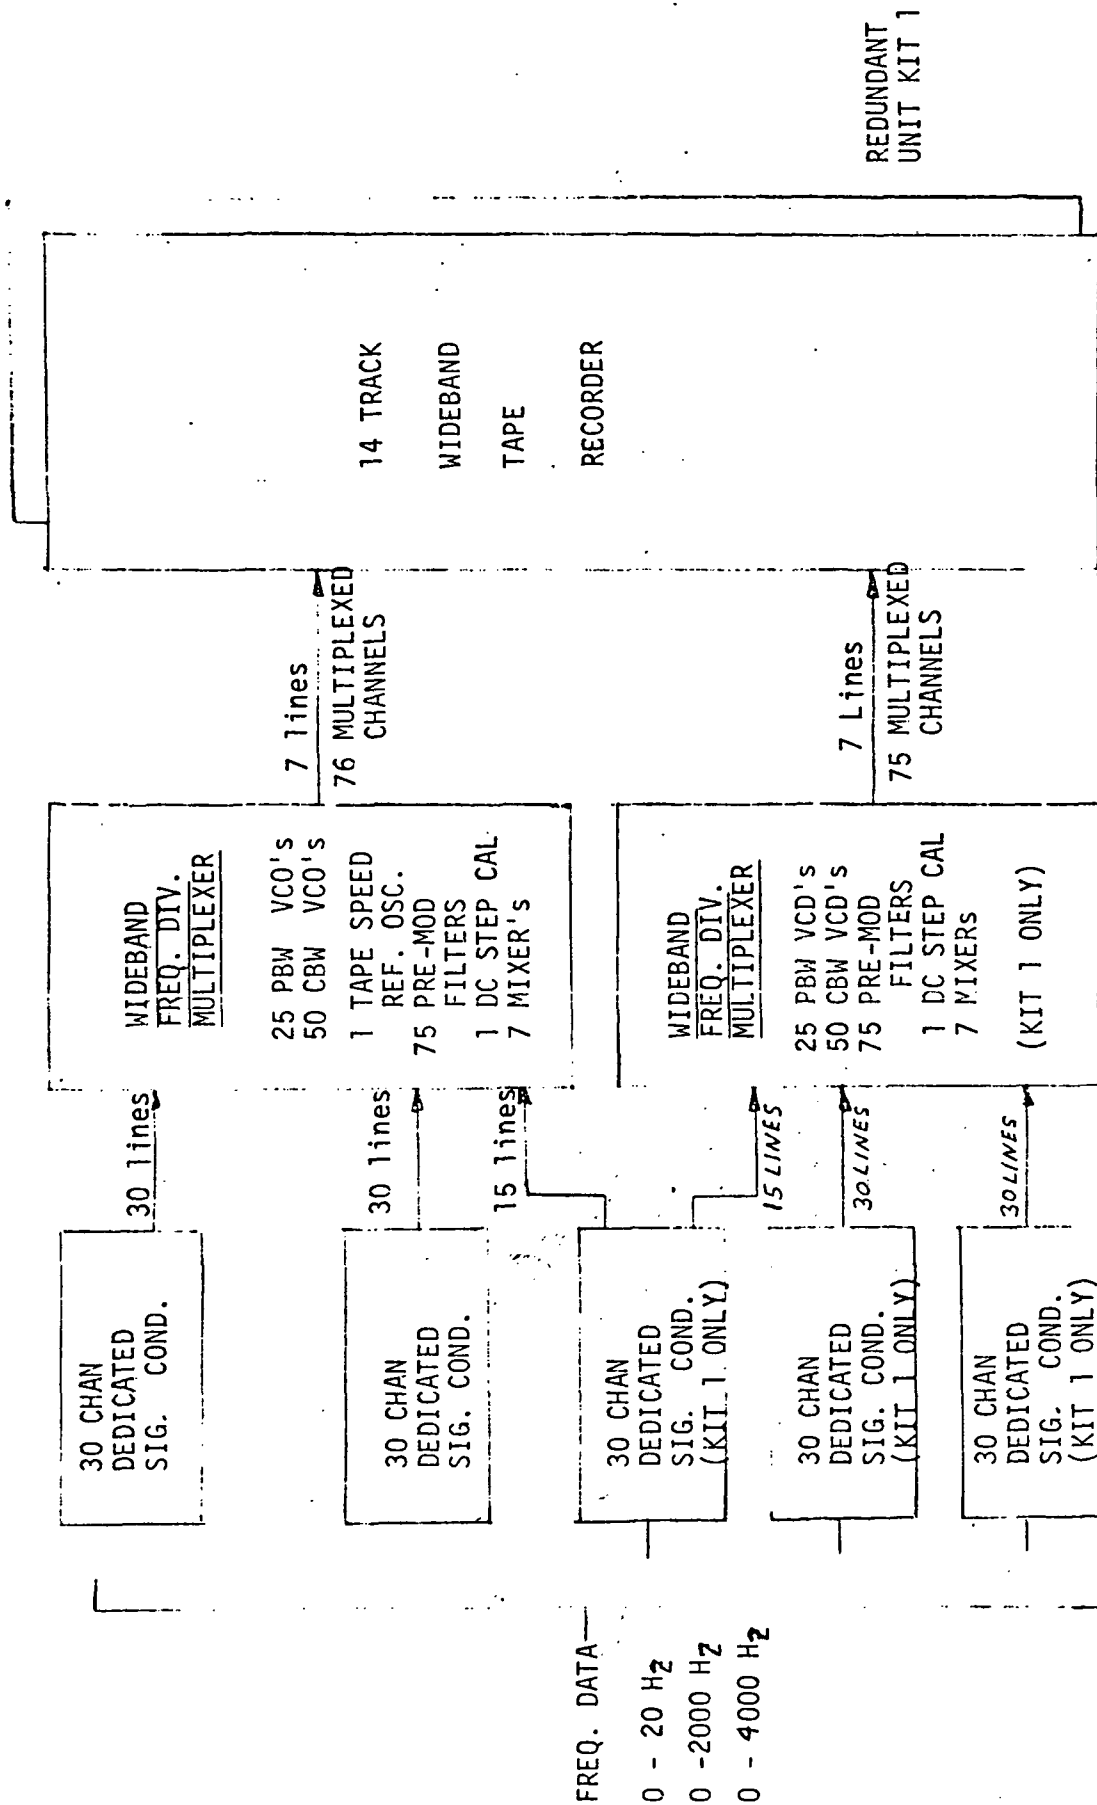 FREQ. DATA
0 - 20 Hz
0 -2000 Hz
0 - 4000 Hz
30 CHAN
DEDICATED
SIG. COND.
30 CHAN
DEDICATED
SIG. COND.
30 CHAN
DEDICATED
SIG. COND.
(KIT 1 ONLY)
30 CHAN
DEDICATED
SIG. COND.
(KIT 1 ONLY)
30 CHAN
DEDICATED
SIG. COND.
(KIT 1 ONLY)
30 lines
30 lines
15 lines
15 LINES
30 LINES
30 LINES
WIDEBAND
FREQ. DIV.
MULTIPLEXER
25 PBW VCO's
50 CBW VCO's
1 TAPE SPEED
REF. OSC.
75 PRE-MOD
FILTERS
1 DC STEP CAL
7 MIXER's
WIDEBAND
FREQ. DIV.
MULTIPLEXER
25 PBW VCD's
50 CBW VCD's
75 PRE-MOD
FILTERS
1 DC STEP CAL
7 MIXERs
(KIT 1 ONLY)
7 lines
76 MULTIPLEXED
CHANNELS
7 Lines
75 MULTIPLEXED
CHANNELS
14 TRACK
WIDEBAND
TAPE
RECORDER
REDUNDANT
UNIT KIT 1